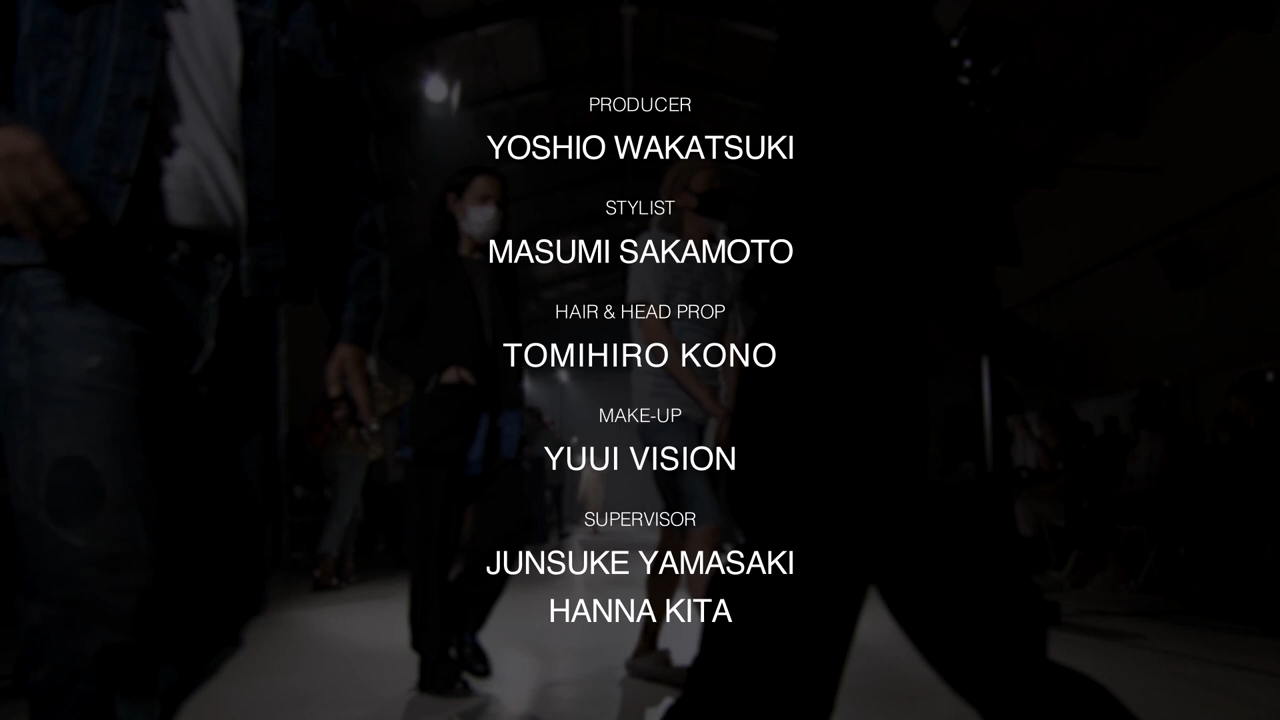 PRODUCER
YOSHIO WAKATSUKI
STYLIST
MASUMI SAKAMOTO
HAIR & HEAD PROP
TOMIHIRO KONO
MAKE-UP
YUUI VISION
SUPERVISOR
JUNSUKE YAMASAKI
HANNA KITA